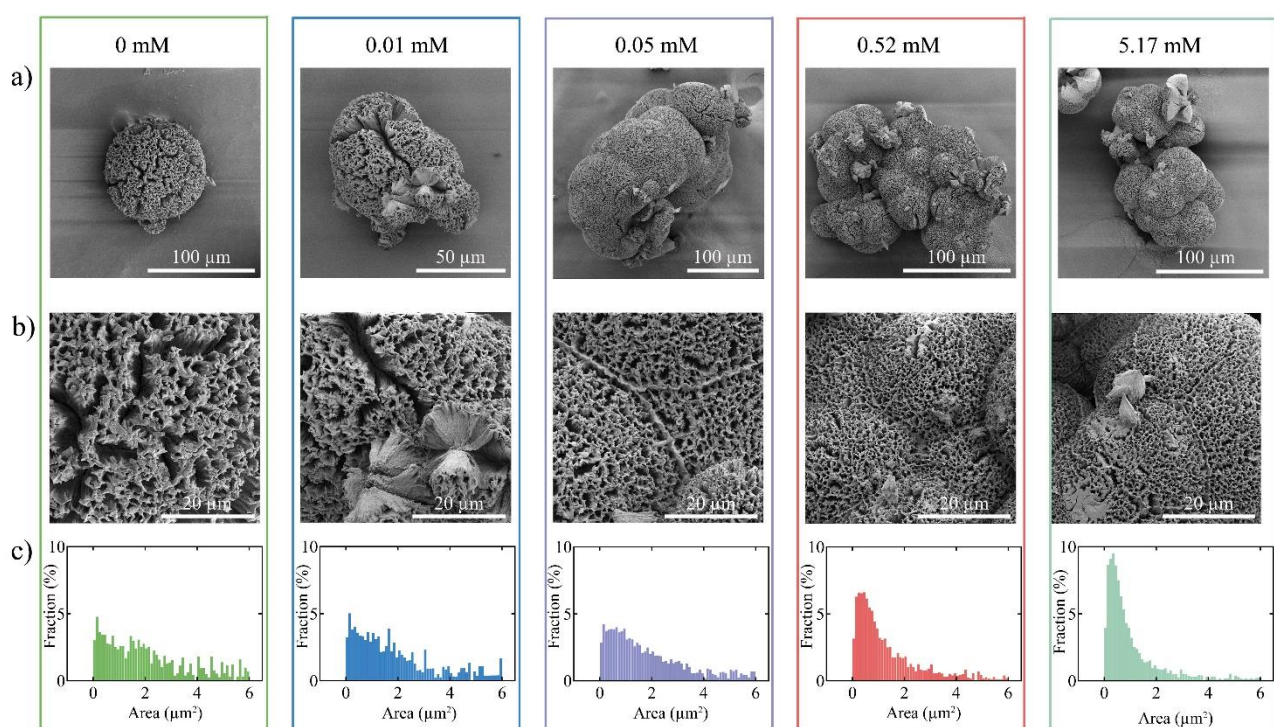 0 mM 0.01 mM 0.05 mM 0.52 mM 5.17 mM
a)
100 µm 50 µm 100 µm 100 µm 100 µm
b)
20 µm 20 µm 20 µm 20 µm 20 µm
c)
10 10 10 10 10
Fraction (%) Fraction (%) Fraction (%) Fraction (%) Fraction (%)
5 5 5 5 5
0 0 0 0 0
0 2 4 6 0 2 4 6 0 2 4 6 0 2 4 6 0 2 4 6
Area (µm²) Area (µm²) Area (µm²) Area (µm²) Area (µm²)